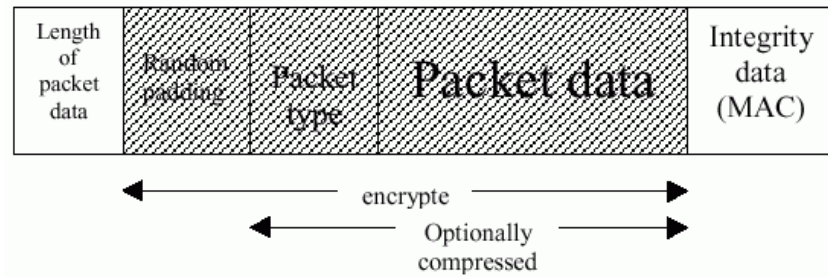 Length
of
packet
data
Random
padding
Packet
type
Packet data
Integrity
data
(MAC)
encrypte
Optionally
compressed